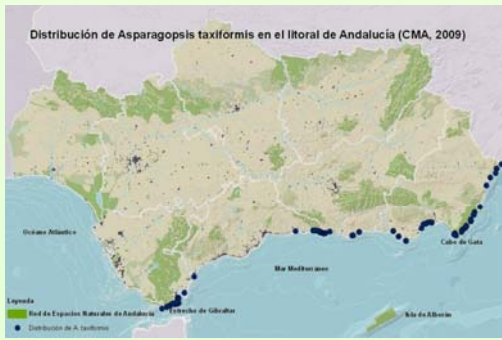 Distribución de Asparagopsis taxiformis en el litoral de Andalucía (CMA, 2009)
Océano Atlántico
Cabo de Gata
Mar Mediterraneo
Leyenda
Estrecho de Gibraltar
Isla de Alborán
Red de Espacios Naturales de Andalucía
Distribución de A. taxiformis